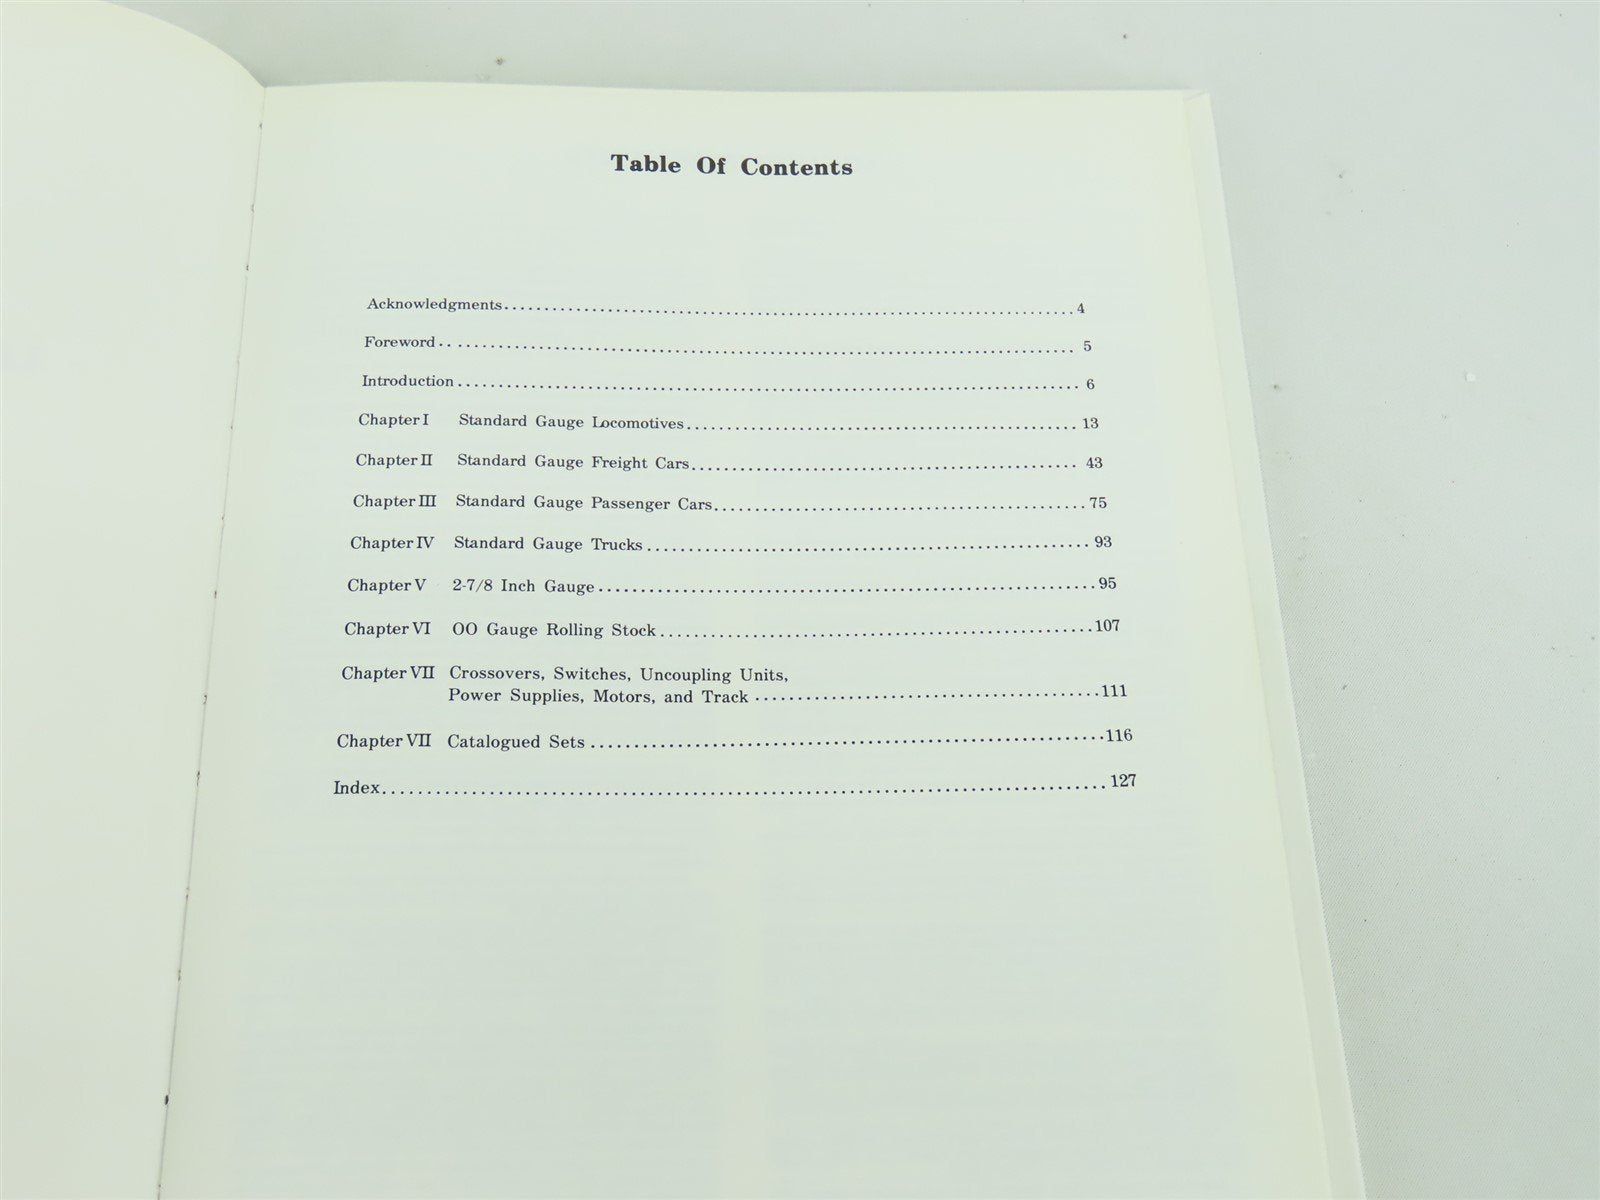 Table Of Contents
Acknowledgments........................................................................4
Foreword........................................................................ 5
Introduction........................................................................ 6
Chapter I Standard Gauge Locomotives................................................ 13
Chapter II Standard Gauge Freight Cars................................................ 43
Chapter III Standard Gauge Passenger Cars.............................................75
Chapter IV Standard Gauge Trucks..................................................... 93
Chapter V 2-7/8 Inch Gauge............................................................95
Chapter VI OO Gauge Rolling Stock....................................................107
Chapter VII Crossovers, Switches, Uncoupling Units,
Power Supplies, Motors, and Track.........................................111
Chapter VII Catalogued Sets.............................................................116
Index...................................................................................... 127